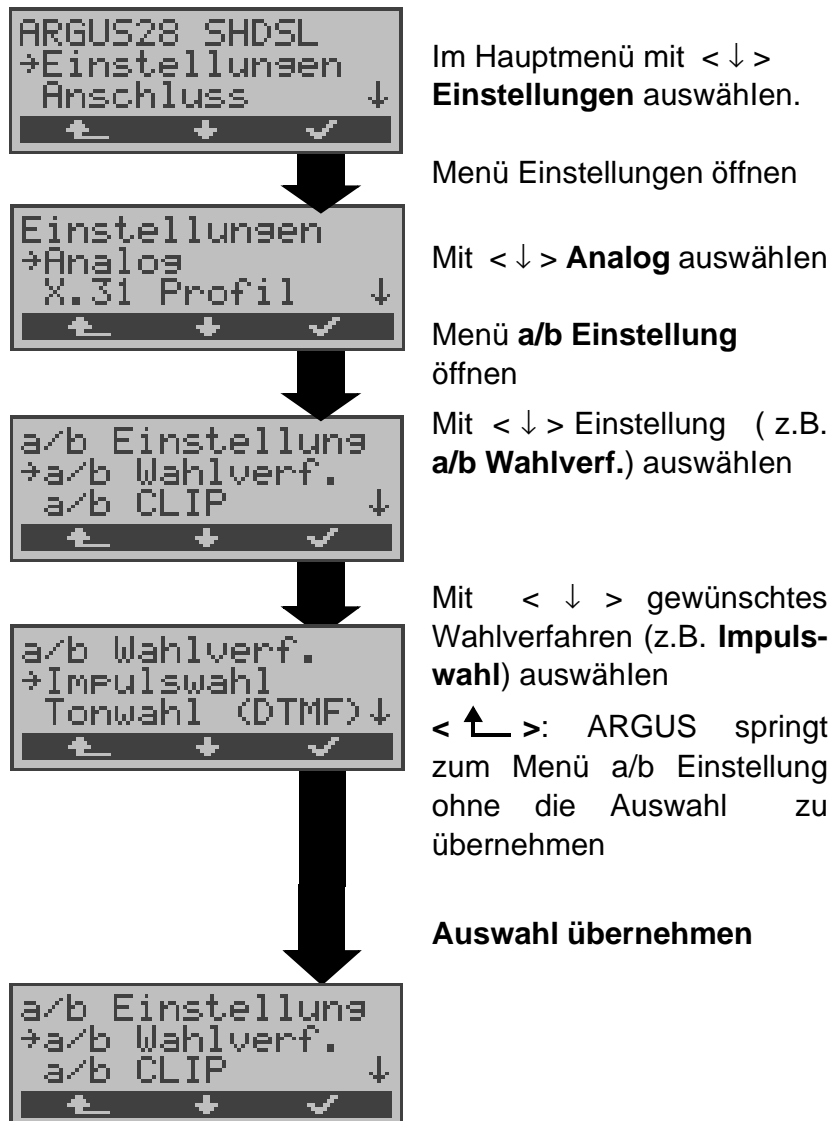 ARGUS28 SHDSL
→Einstellungen
Anschluss ↓
Im Hauptmenü mit < ↓ >
Einstellungen auswählen.
Menü Einstellungen öffnen
Einstellungen
→Analog
X.31 Profil ↓
Mit < ↓ > Analog auswählen
Menü a/b Einstellung
öffnen
a/b Einstellung
→a/b Wahlverf.
a/b CLIP ↓
Mit < ↓ > Einstellung ( z.B.
a/b Wahlverf.) auswählen
a/b Wahlverf.
→Impulswahl
Tonwahl (DTMF)↓
Mit < ↓ > gewünschtes
Wahlverfahren (z.B. Impuls-
wahl) auswählen
< ↰ >: ARGUS springt
zum Menü a/b Einstellung
ohne die Auswahl zu
übernehmen
Auswahl übernehmen
a/b Einstellung
→a/b Wahlverf.
a/b CLIP ↓